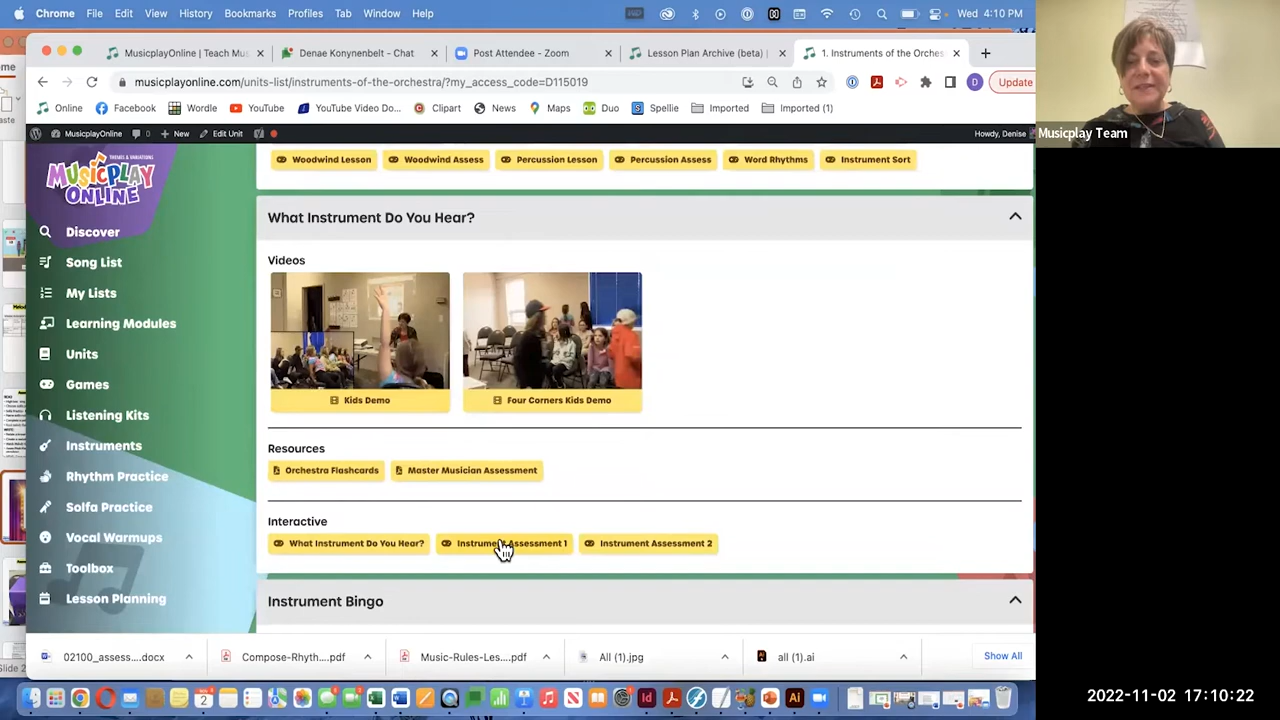 Chrome File Edit View History Bookmarks Profiles Tab Window Help
Wed 4:10 PM
MusicplayOnline | Teach Mus
Denae Konynenbelt - Chat
Post Attendee - Zoom
Lesson Plan Archive (beta) |
1. Instruments of the Orches
musicplayonline.com/units-list/instruments-of-the-orchestra/?my_access_code=D115019
D
Update
Online
Facebook
Wordle
YouTube
YouTube Video Do...
Clipart
News
Maps
Duo
Spellie
Imported
Imported (1)
MusicplayOnline
0
New
Edit Unit
Howdy, Denise
THEMES & VARIATIONS
MUSICPLAY
ONLINE
Discover
Song List
My Lists
Learning Modules
Units
Games
Listening Kits
Instruments
Rhythm Practice
Solfa Practice
Vocal Warmups
Toolbox
Lesson Planning
Woodwind Lesson
Woodwind Assess
Percussion Lesson
Percussion Assess
Word Rhythms
Instrument Sort
What Instrument Do You Hear?
Videos
Kids Demo
Four Corners Kids Demo
Resources
Orchestra Flashcards
Master Musician Assessment
Interactive
What Instrument Do You Hear?
Instrument Assessment 1
Instrument Assessment 2
Instrument Bingo
02100_assess....docx
Compose-Rhyth....pdf
Music-Rules-Les....pdf
All (1).jpg
all (1).ai
Show All
Slide 2
Musicplay Team
2022-11-02 17:10:22